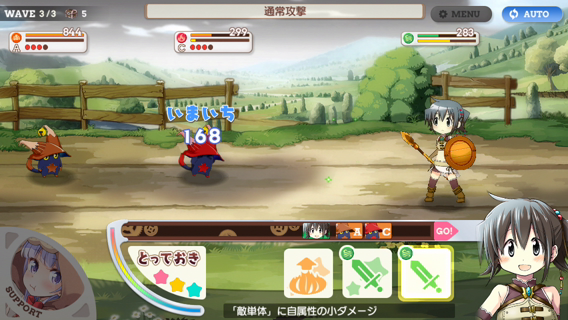 WAVE 3/3 5
通常攻撃
MENU
AUTO
844
A
299
C
283
いまいち
168
A C GO!
とっておき
SUPPORT
「敵単体」に自属性の小ダメージ